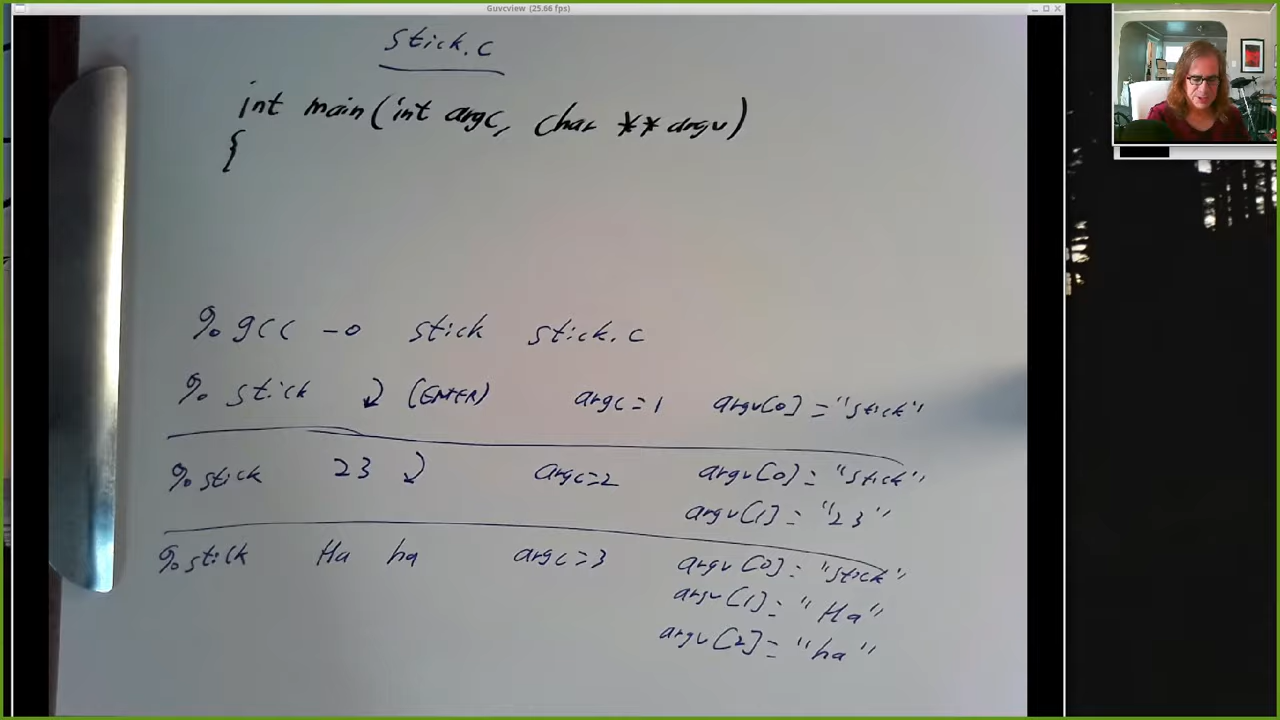 Guvcview (25.66 fps)
stick.c
int main(int argc, char **argv)
{
% gcc -o stick stick.c
% stick (ENTER) argc=1 argv[0]="stick"
% stick 23 argc=2 argv[0]="stick"
argv[1]="23"
% stick Ha ha argc=3 argv[0]="stick"
argv[1]="Ha"
argv[2]="ha"